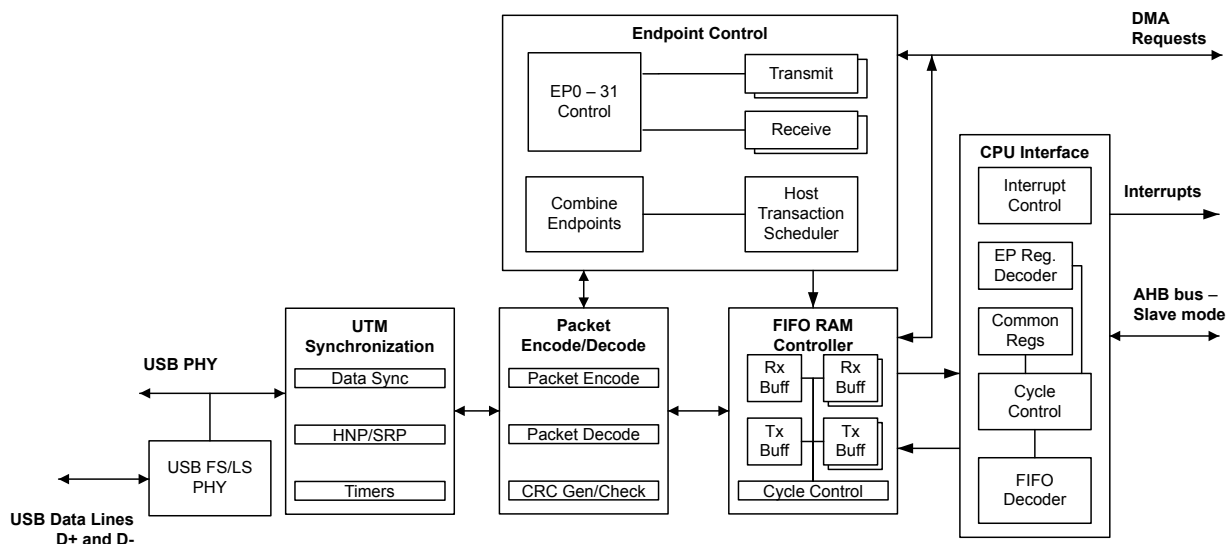 Endpoint Control
EP0 – 31
Control
Transmit
Receive
Combine
Endpoints
Host
Transaction
Scheduler
DMA
Requests
CPU Interface
Interrupt
Control
Interrupts
EP Reg.
Decoder
Common
Regs
AHB bus –
Slave mode
Cycle
Control
FIFO
Decoder
UTM
Synchronization
Data Sync
HNP/SRP
Timers
Packet
Encode/Decode
Packet Encode
Packet Decode
CRC Gen/Check
FIFO RAM
Controller
Rx
Buff
Rx
Buff
Tx
Buff
Tx
Buff
Cycle Control
USB PHY
USB FS/LS
PHY
USB Data Lines
D+ and D-